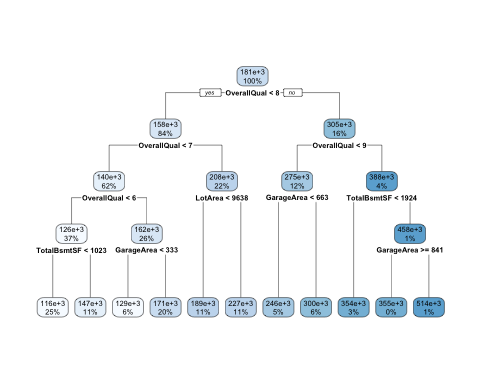 181e+3
100%
yes OverallQual < 8 no
158e+3
84%
305e+3
16%
OverallQual < 7
OverallQual < 9
140e+3
62%
208e+3
22%
275e+3
12%
388e+3
4%
OverallQual < 6
LotArea < 9638
GarageArea < 663
TotalBsmtSF < 1924
126e+3
37%
162e+3
26%
458e+3
1%
TotalBsmtSF < 1023
GarageArea < 333
GarageArea >= 841
116e+3
25%
147e+3
11%
129e+3
6%
171e+3
20%
189e+3
11%
227e+3
11%
246e+3
5%
300e+3
6%
354e+3
3%
355e+3
0%
514e+3
1%